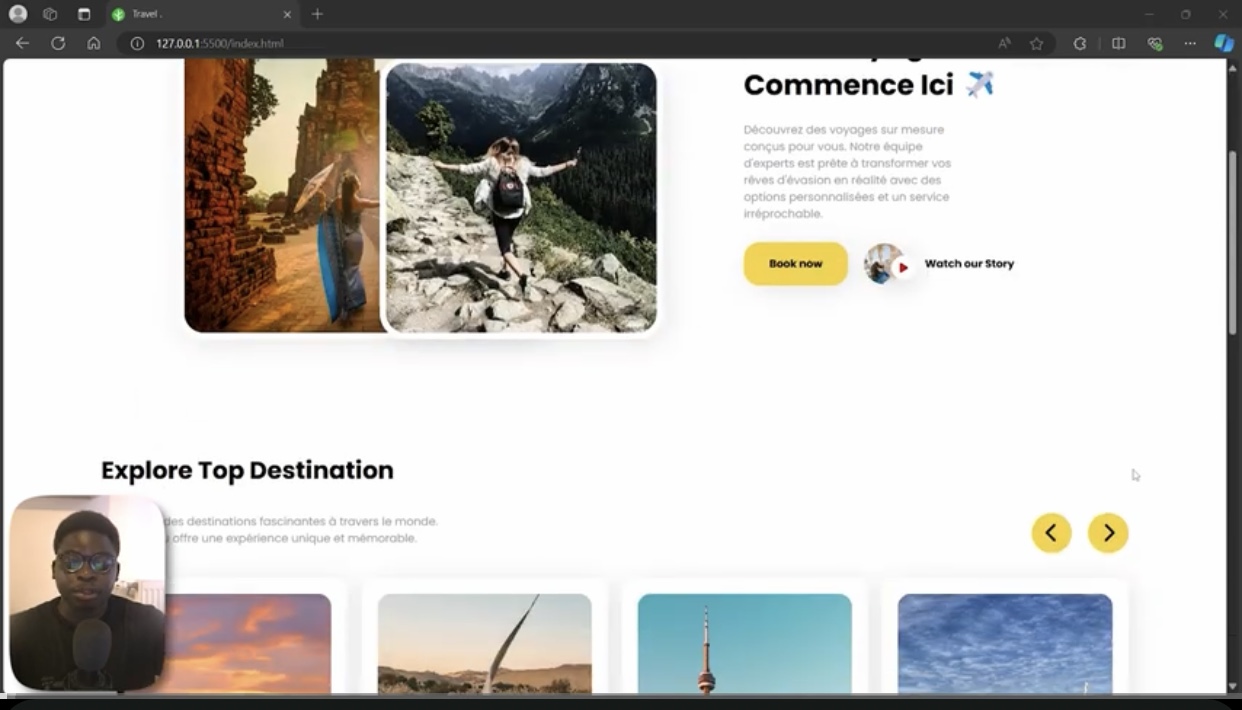 Travel .
127.0.0.1:5500/index.html
Commence Ici
Découvrez des voyages sur mesure
conçus pour vous. Notre équipe
d'experts est prête à transformer vos
rêves d'évasion en réalité avec des
options personnalisées et un service
irréprochable.
Book now
Watch our Story
Explore Top Destination
des destinations fascinantes à travers le monde.
offre une expérience unique et mémorable.